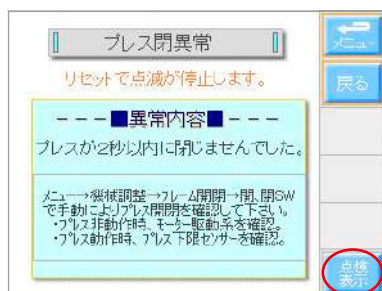 プレス閉異常
メニュー
リセットで点滅が停止します。
戻る
－－－■異常内容■－－－
プレスが2秒以内に閉じませんでした。
メニュー→機械調整→フレーム開閉→開、閉SW
で手動によりプレス開閉を確認して下さい。
・プレス非動作時、モーター駆動系を確認。
・プレス動作時、プレス下限センサーを確認。
点検
表示